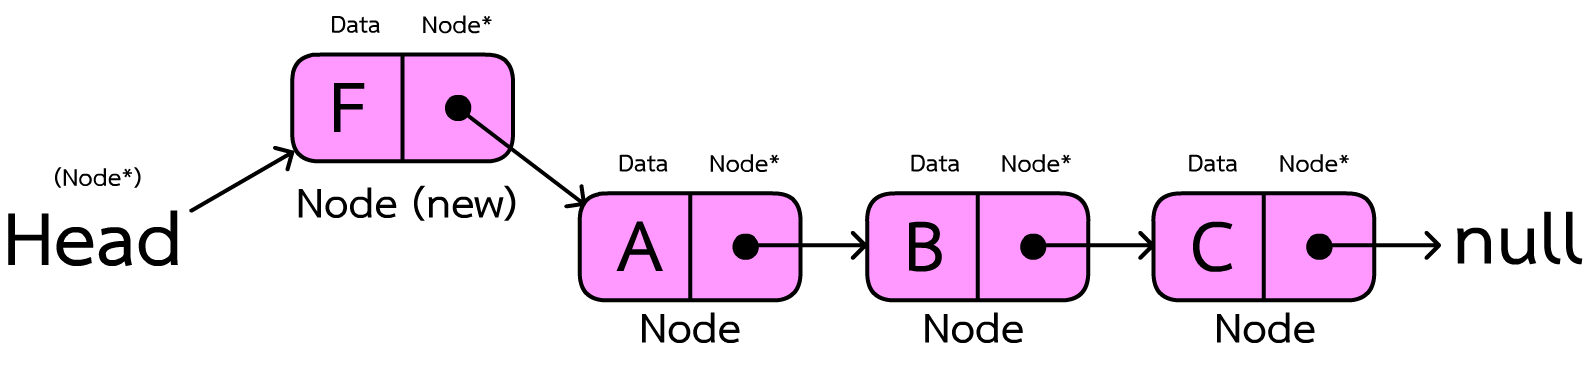 Data Node*
F
Node (new)
(Node*)
Head
Data Node*
A
Node
Data Node*
B
Node
Data Node*
C
Node
null